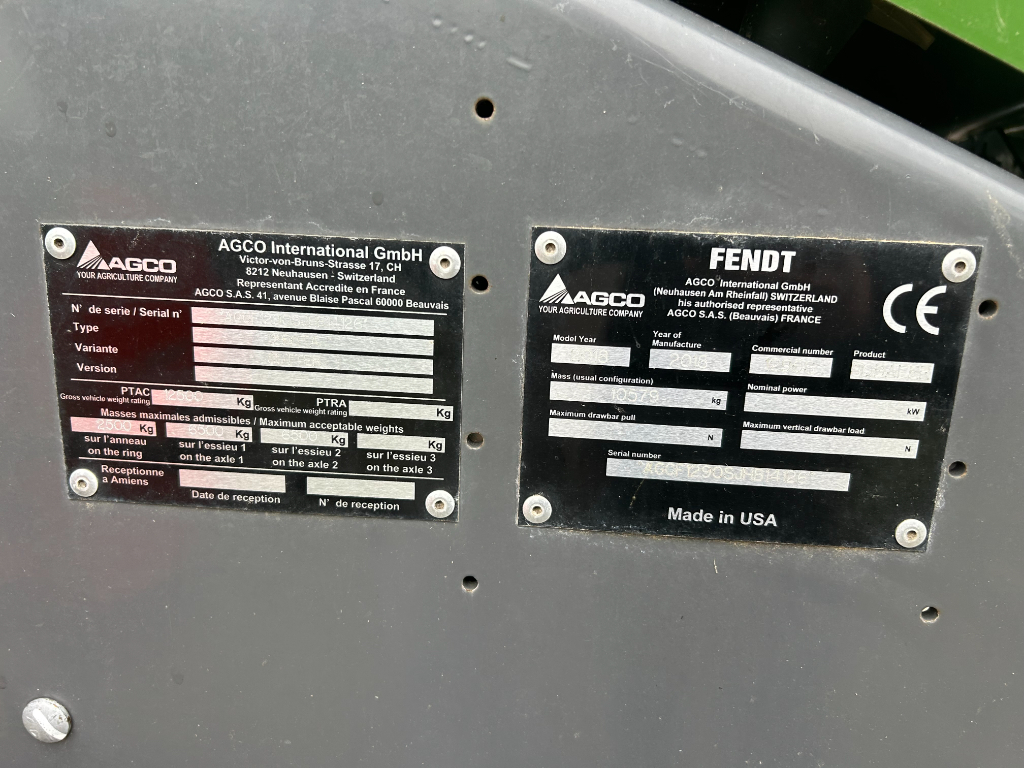 AGCO
YOUR AGRICULTURE COMPANY
AGCO International GmbH
Victor-von-Bruns-Strasse 17, CH
8212 Neuhausen - Switzerland
Representant Accredite en France
AGCO S.A.S. 41, avenue Blaise Pascal 60000 Beauvais
N' de serie / Serial n'
Type
Variante
Version
PTAC
Gross vehicle weight rating
12500 Kg
PTRA
Gross vehicle weight rating
Kg
Masses maximales admissibles / Maximum acceptable weights
2500 Kg
Kg
Kg
Kg
sur l'anneau
on the ring
sur l'essieu 1
on the axle 1
sur l'essieu 2
on the axle 2
sur l'essieu 3
on the axle 3
Receptionne
a Amiens
Date de reception
N' de reception
FENDT
AGCO
YOUR AGRICULTURE COMPANY
AGCO International GmbH
(Neuhausen Am Rheinfall) SWITZERLAND
his authorised representative
AGCO S.A.S. (Beauvais) FRANCE
CE
Model Year
Year of
Manufacture
Commercial number
Product
Mass (usual configuration)
10579 kg
Nominal power
kW
Maximum drawbar pull
N
Maximum vertical drawbar load
N
Serial number
Made in USA